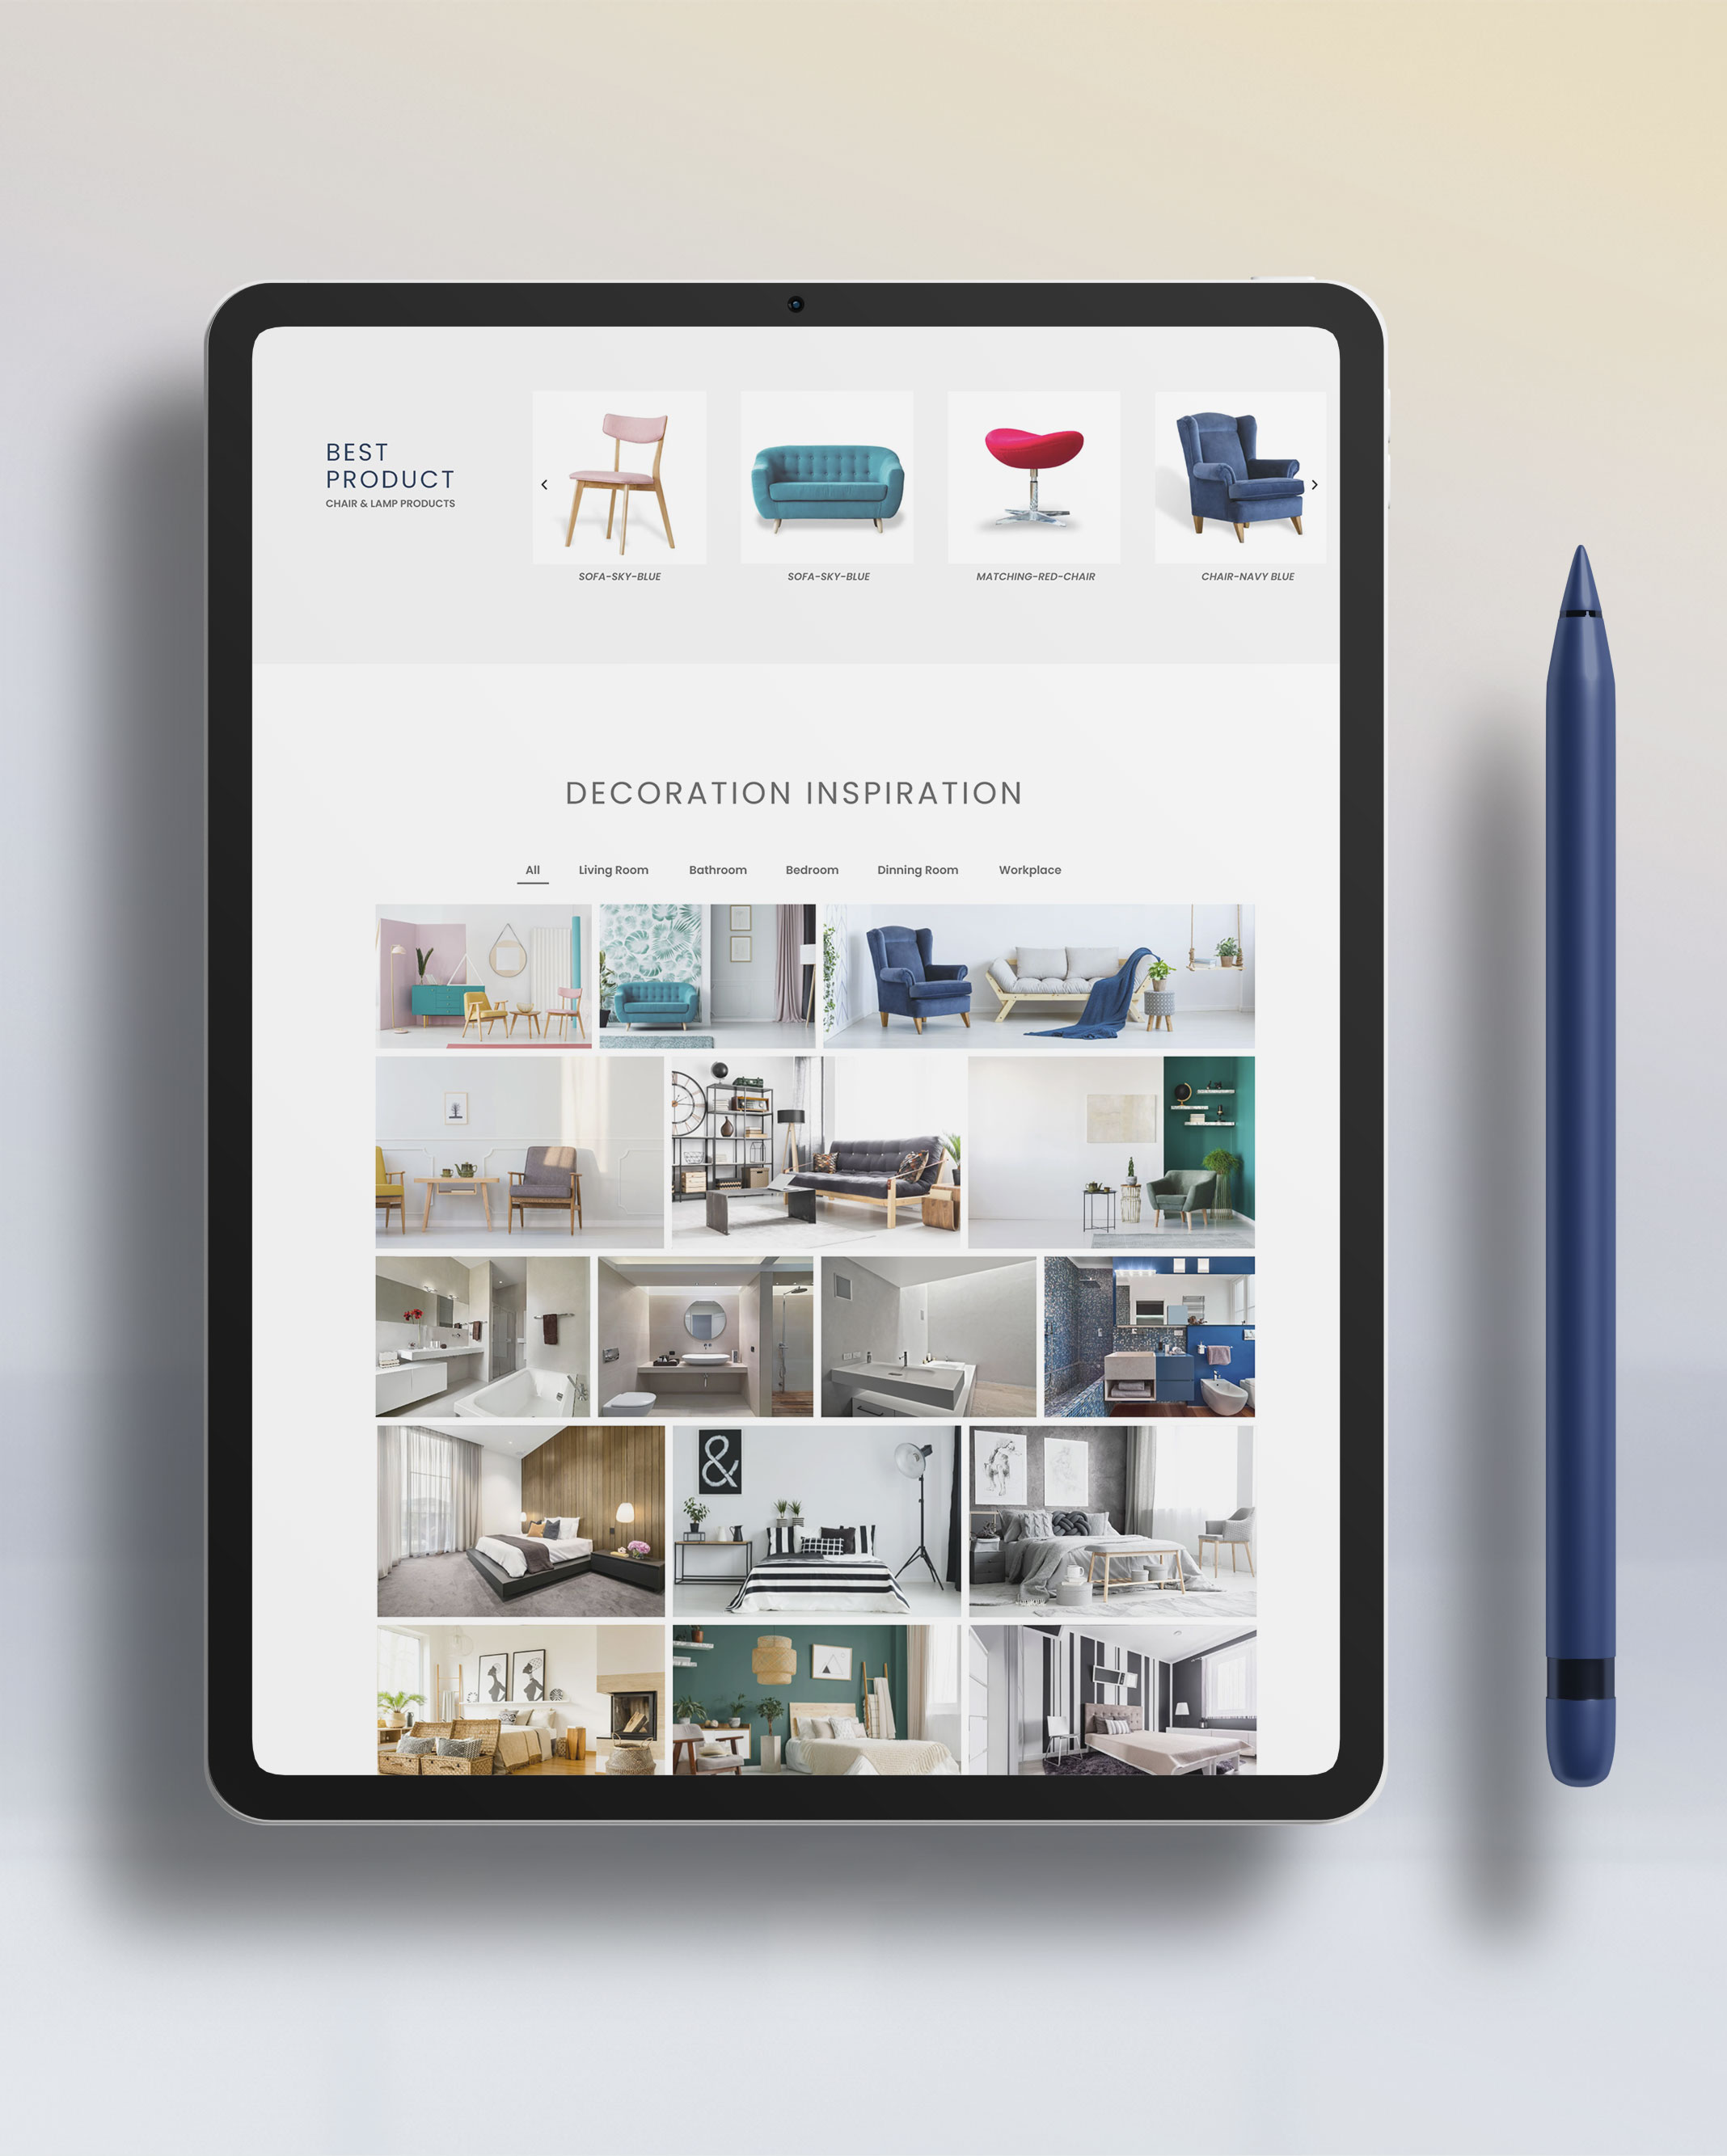 BEST
PRODUCT
CHAIR & LAMP PRODUCTS
SOFA-SKY-BLUE
SOFA-SKY-BLUE
MATCHING-RED-CHAIR
CHAIR-NAVY BLUE
DECORATION INSPIRATION
All Living Room Bathroom Bedroom Dinning Room Workplace
&